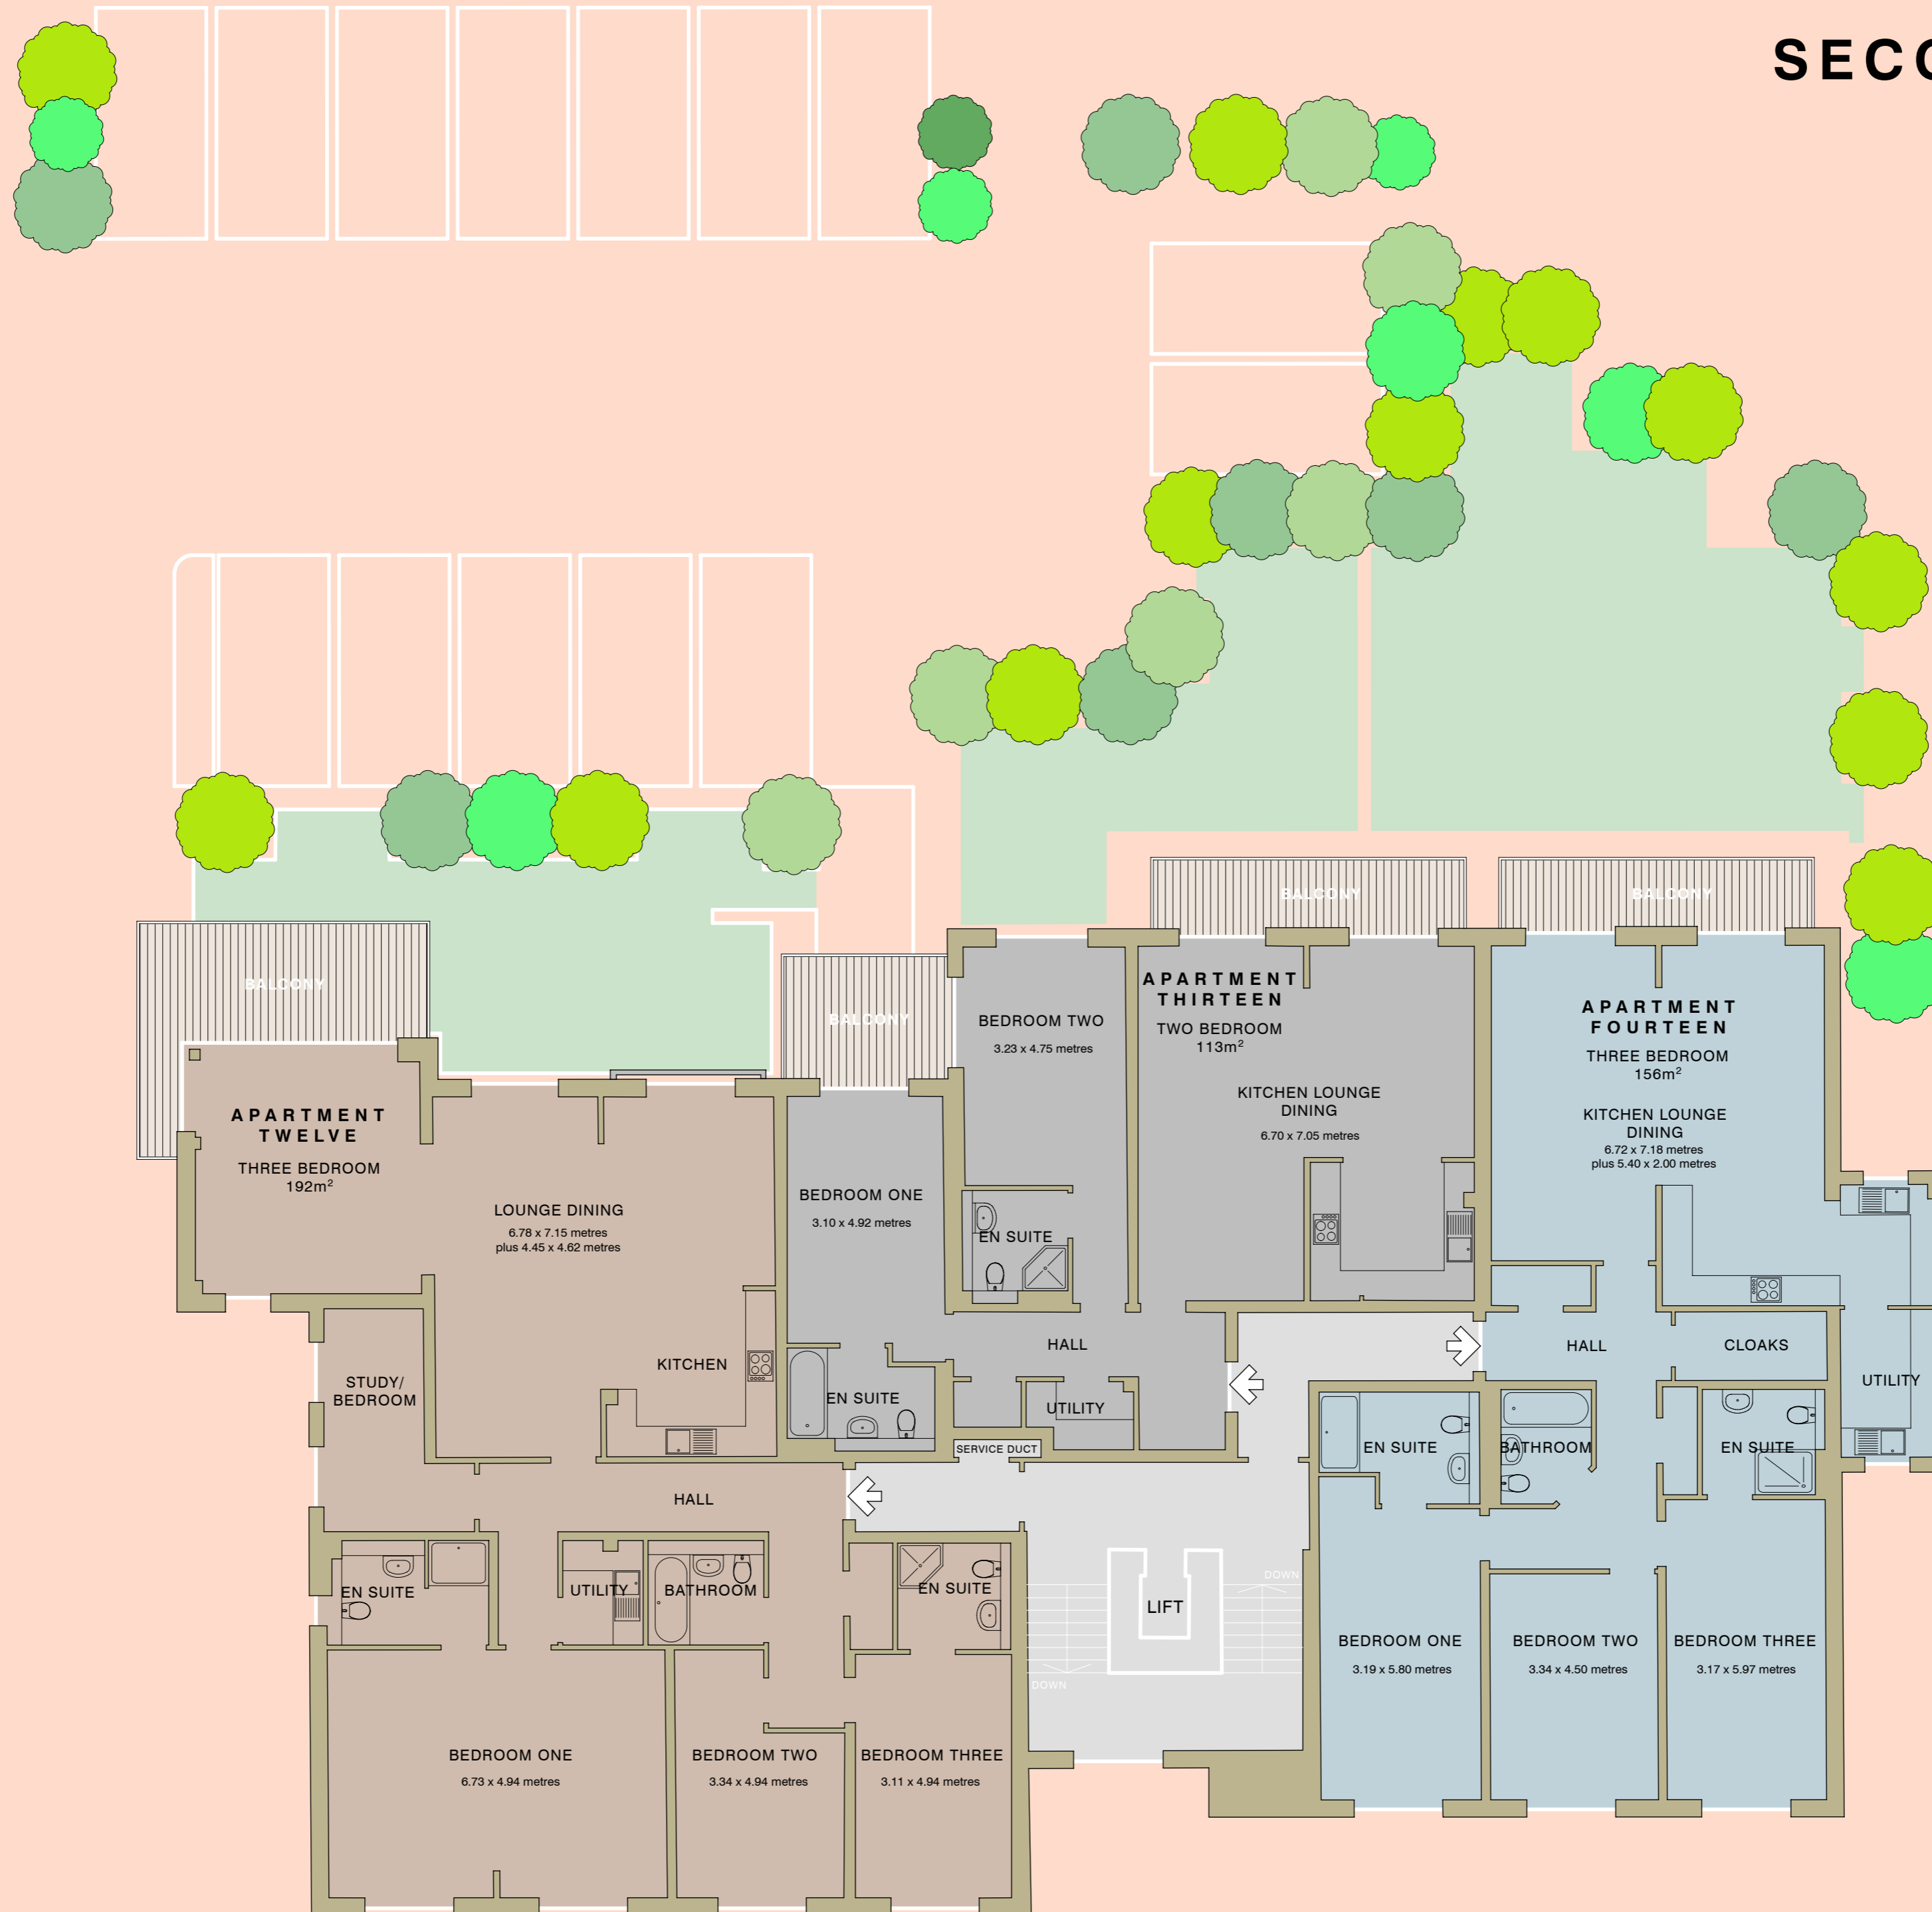 SECO
BALCONY
BALCONY
BALCONY
BALCONY
APARTMENT
TWELVE
THREE BEDROOM
192m²
LOUNGE DINING
6.78 x 7.15 metres
plus 4.45 x 4.62 metres
KITCHEN
STUDY/
BEDROOM
HALL
EN SUITE
UTILITY
BATHROOM
EN SUITE
BEDROOM ONE
6.73 x 4.94 metres
BEDROOM TWO
3.34 x 4.94 metres
BEDROOM THREE
3.11 x 4.94 metres
APARTMENT
THIRTEEN
TWO BEDROOM
113m²
KITCHEN LOUNGE
DINING
6.70 x 7.05 metres
BEDROOM TWO
3.23 x 4.75 metres
BEDROOM ONE
3.10 x 4.92 metres
EN SUITE
HALL
EN SUITE
UTILITY
SERVICE DUCT
LIFT
DOWN
DOWN
APARTMENT
FOURTEEN
THREE BEDROOM
156m²
KITCHEN LOUNGE
DINING
6.72 x 7.18 metres
plus 5.40 x 2.00 metres
HALL
CLOAKS
UTILITY
EN SUITE
BATHROOM
EN SUITE
BEDROOM ONE
3.19 x 5.80 metres
BEDROOM TWO
3.34 x 4.50 metres
BEDROOM THREE
3.17 x 5.97 metres